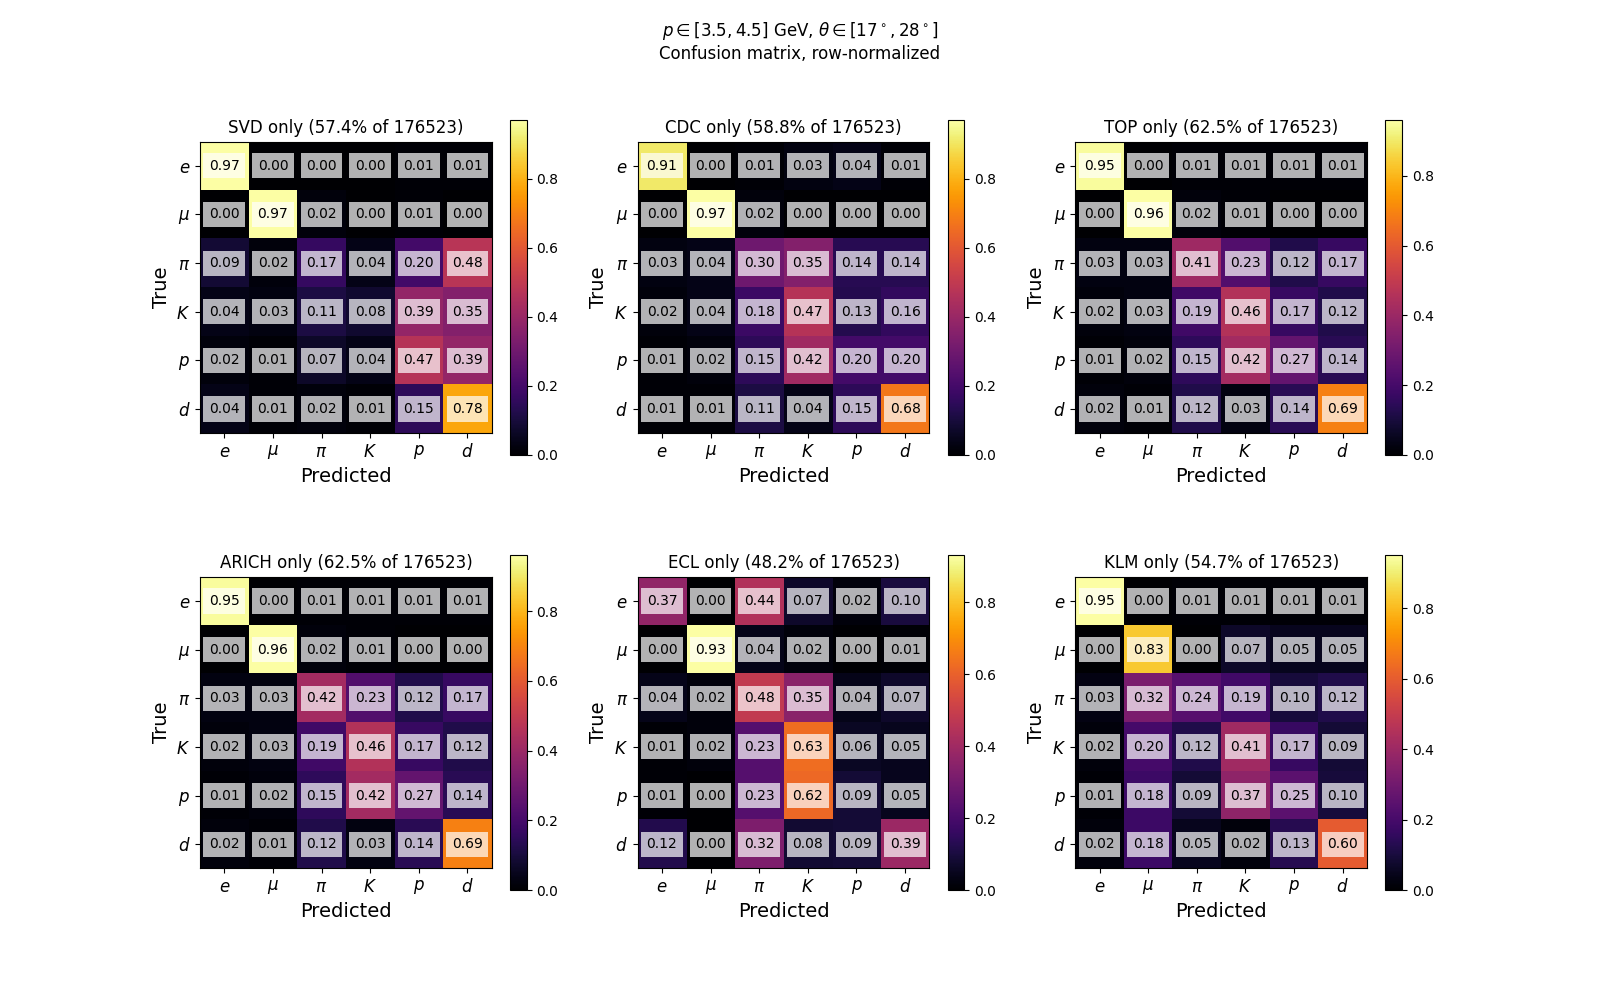 p ∈ [3.5, 4.5] GeV, θ ∈ [17°, 28°]
Confusion matrix, row-normalized
SVD only (57.4% of 176523)
e 0.97 0.00 0.00 0.00 0.01 0.01
μ 0.00 0.97 0.02 0.00 0.01 0.00
π 0.09 0.02 0.17 0.04 0.20 0.48
K 0.04 0.03 0.11 0.08 0.39 0.35
p 0.02 0.01 0.07 0.04 0.47 0.39
d 0.04 0.01 0.02 0.01 0.15 0.78
e μ π K p d
Predicted
True
0.8
0.6
0.4
0.2
0.0
CDC only (58.8% of 176523)
e 0.91 0.00 0.01 0.03 0.04 0.01
μ 0.00 0.97 0.02 0.00 0.00 0.00
π 0.03 0.04 0.30 0.35 0.14 0.14
K 0.02 0.04 0.18 0.47 0.13 0.16
p 0.01 0.02 0.15 0.42 0.20 0.20
d 0.01 0.01 0.11 0.04 0.15 0.68
e μ π K p d
Predicted
True
0.8
0.6
0.4
0.2
0.0
TOP only (62.5% of 176523)
e 0.95 0.00 0.01 0.01 0.01 0.01
μ 0.00 0.96 0.02 0.01 0.00 0.00
π 0.03 0.03 0.41 0.23 0.12 0.17
K 0.02 0.03 0.19 0.46 0.17 0.12
p 0.01 0.02 0.15 0.42 0.27 0.14
d 0.02 0.01 0.12 0.03 0.14 0.69
e μ π K p d
Predicted
True
0.8
0.6
0.4
0.2
0.0
ARICH only (62.5% of 176523)
e 0.95 0.00 0.01 0.01 0.01 0.01
μ 0.00 0.96 0.02 0.01 0.00 0.00
π 0.03 0.03 0.42 0.23 0.12 0.17
K 0.02 0.03 0.19 0.46 0.17 0.12
p 0.01 0.02 0.15 0.42 0.27 0.14
d 0.02 0.01 0.12 0.03 0.14 0.69
e μ π K p d
Predicted
True
0.8
0.6
0.4
0.2
0.0
ECL only (48.2% of 176523)
e 0.37 0.00 0.44 0.07 0.02 0.10
μ 0.00 0.93 0.04 0.02 0.00 0.01
π 0.04 0.02 0.48 0.35 0.04 0.07
K 0.01 0.02 0.23 0.63 0.06 0.05
p 0.01 0.00 0.23 0.62 0.09 0.05
d 0.12 0.00 0.32 0.08 0.09 0.39
e μ π K p d
Predicted
True
0.8
0.6
0.4
0.2
0.0
KLM only (54.7% of 176523)
e 0.95 0.00 0.01 0.01 0.01 0.01
μ 0.00 0.83 0.00 0.07 0.05 0.05
π 0.03 0.32 0.24 0.19 0.10 0.12
K 0.02 0.20 0.12 0.41 0.17 0.09
p 0.01 0.18 0.09 0.37 0.25 0.10
d 0.02 0.18 0.05 0.02 0.13 0.60
e μ π K p d
Predicted
True
0.8
0.6
0.4
0.2
0.0